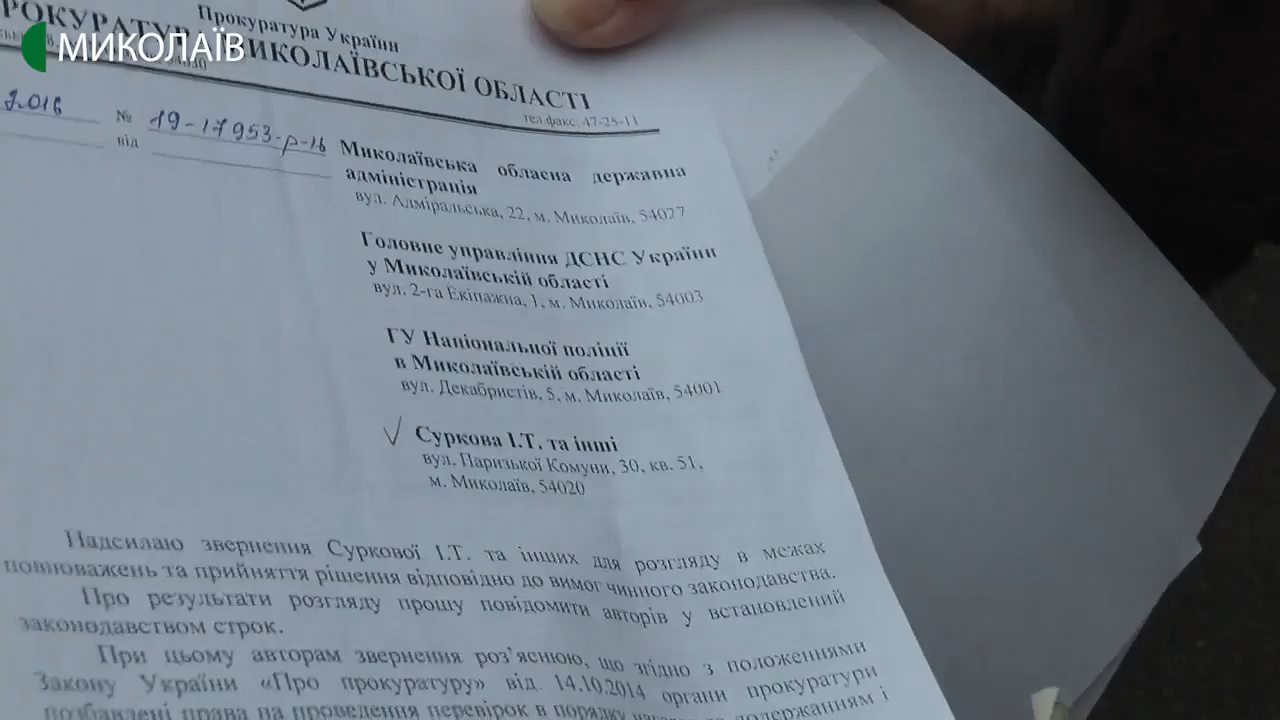 МИКОЛАЇВ
Прокуратура України
ПРОКУРАТУРА МИКОЛАЇВСЬКОЇ ОБЛАСТІ
тел.факс: 47-25-11
№ 19-17953-р-16
від
Миколаївська обласна державна
адміністрація
вул. Адміральська, 22, м. Миколаїв, 54027
Головне управління ДСНС України
у Миколаївській області
вул. 2-га Екіпажна, 1, м. Миколаїв, 54003
ГУ Національної поліції
в Миколаївській області
вул. Декабристів, 5, м. Миколаїв, 54001
Суркова І.Т. та інші
вул. Паризької Комуни, 30, кв. 51,
м. Миколаїв, 54020
Надсилаю звернення Суркової І.Т. та інших для розгляду в межах
повноважень та прийняття рішення відповідно до вимог чинного законодавства.
Про результати розгляду прошу повідомити авторів у встановлений
законодавством строк.
При цьому авторам звернення роз’яснюю, що згідно з положеннями
Закону України «Про прокуратуру» від 14.10.2014 органи прокуратури
позбавлені права на проведення перевірок в порядку